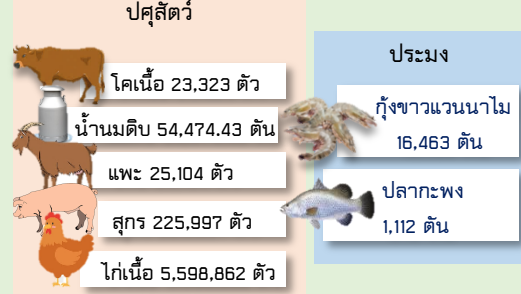 ปศุสัตว์
โคเนื้อ 23,323 ตัว
น้ำนมดิบ 54,474.43 ตัน
แพะ 25,104 ตัว
สุกร 225,997 ตัว
ไก่เนื้อ 5,598,862 ตัว
ประมง
กุ้งขาวแวนนาไม
16,463 ตัน
ปลากะพง
1,112 ตัน